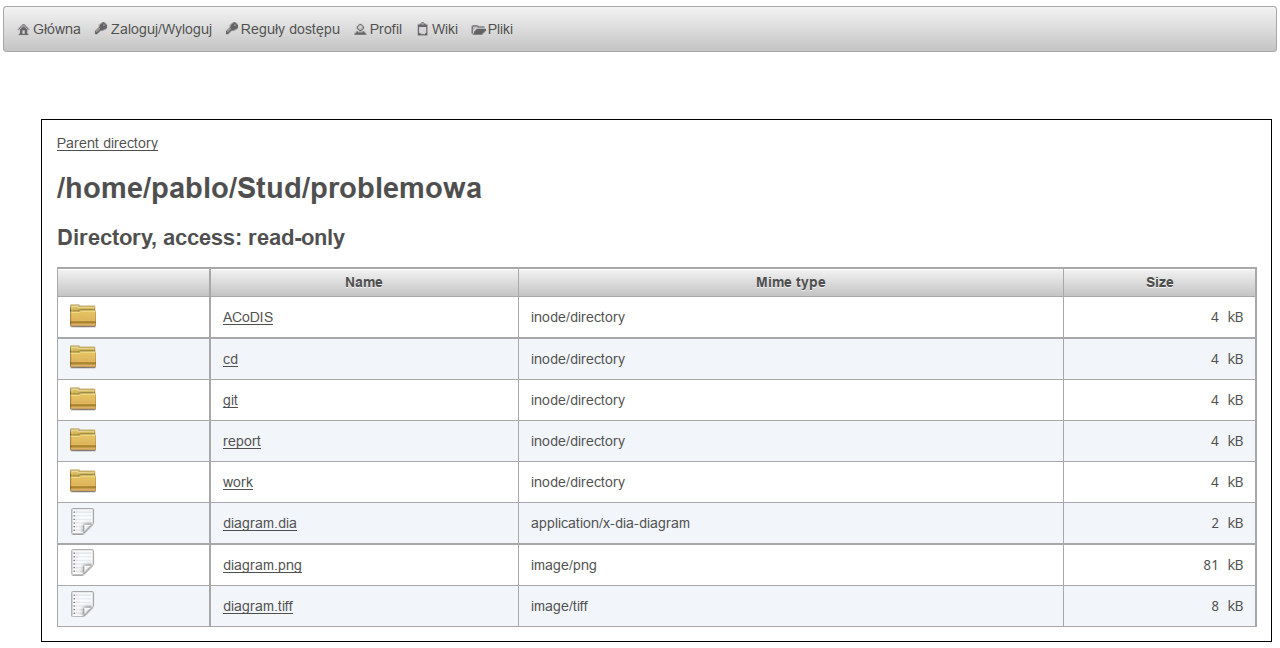 Główna Zaloguj/Wyloguj Reguły dostępu Profil Wiki Pliki
Parent directory
/home/pablo/Stud/problemowa
Directory, access: read-only
Name Mime type Size
ACoDIS inode/directory 4 kB
cd inode/directory 4 kB
git inode/directory 4 kB
report inode/directory 4 kB
work inode/directory 4 kB
diagram.dia application/x-dia-diagram 2 kB
diagram.png image/png 81 kB
diagram.tiff image/tiff 8 kB